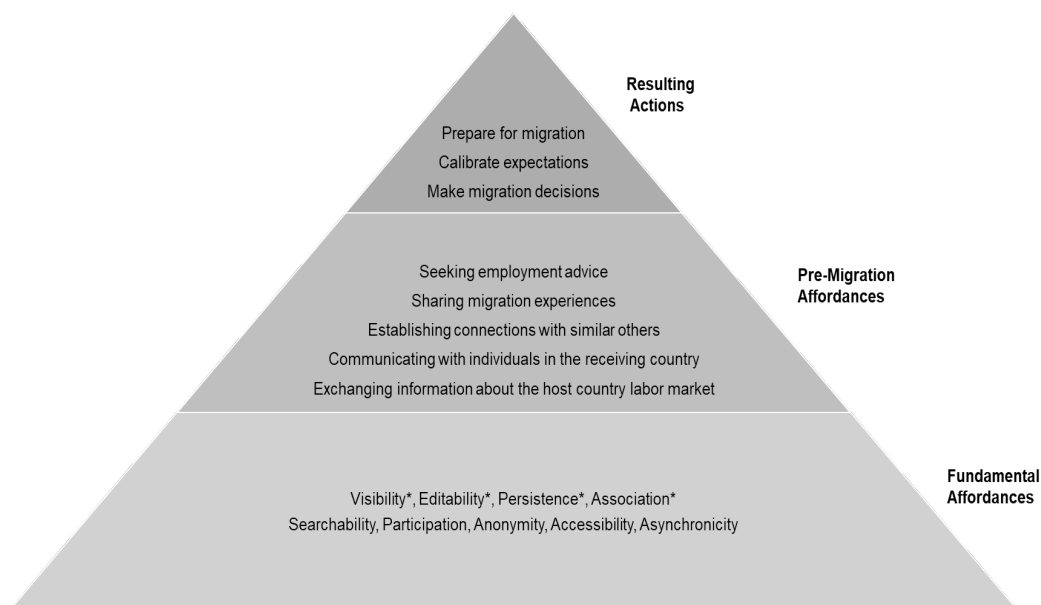 Resulting
Actions
Prepare for migration
Calibrate expectations
Make migration decisions
Pre-Migration
Affordances
Seeking employment advice
Sharing migration experiences
Establishing connections with similar others
Communicating with individuals in the receiving country
Exchanging information about the host country labor market
Fundamental
Affordances
Visibility*, Editability*, Persistence*, Association*
Searchability, Participation, Anonymity, Accessibility, Asynchronicity